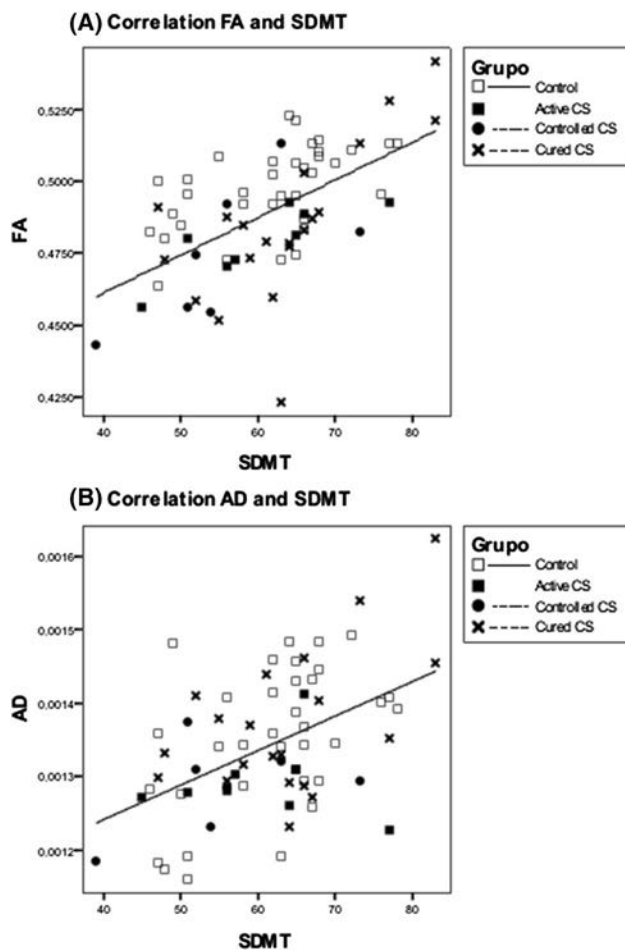 (A) Correlation FA and SDMT
Grupo
Control
Active CS
Controlled CS
Cured CS
0,5250
0,5000
0,4750
0,4500
0,4250
FA
40 50 60 70 80
SDMT
(B) Correlation AD and SDMT
Grupo
Control
Active CS
Controlled CS
Cured CS
0,0016
0,0015
0,0014
0,0013
0,0012
AD
40 50 60 70 80
SDMT